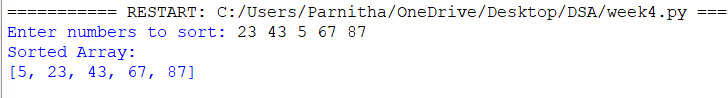 =========== RESTART: C:/Users/Parnitha/OneDrive/Desktop/DSA/week4.py ===
Enter numbers to sort: 23 43 5 67 87
Sorted Array:
[5, 23, 43, 67, 87]